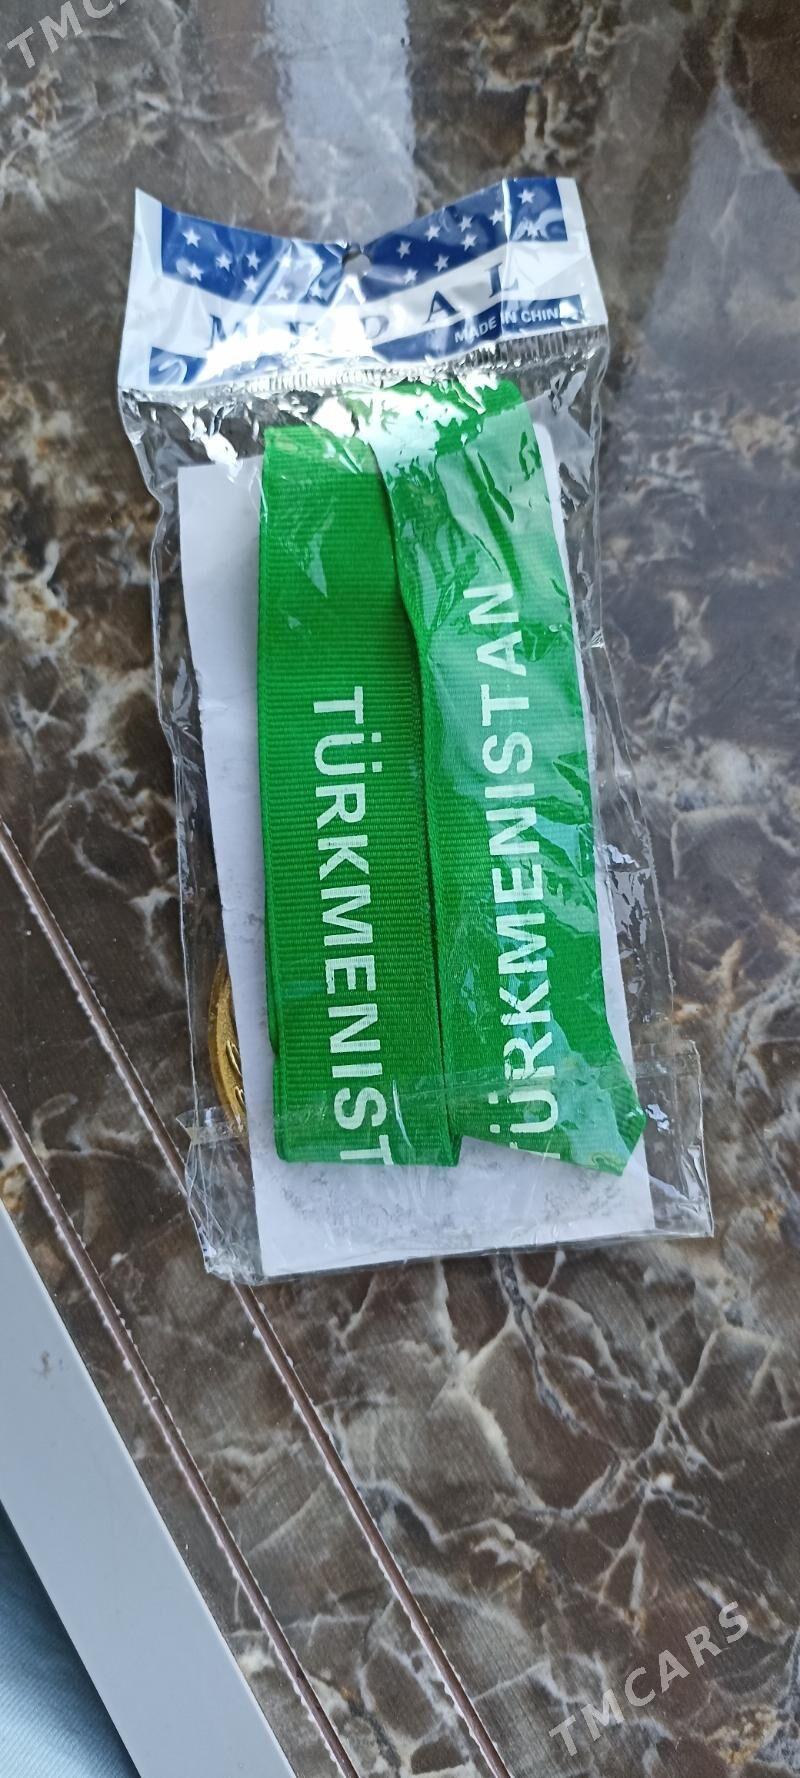 TMCARS
MEDAL
MADE IN CHINA
TÜRKMENIST
TÜRKMENISTAN
TMCARS